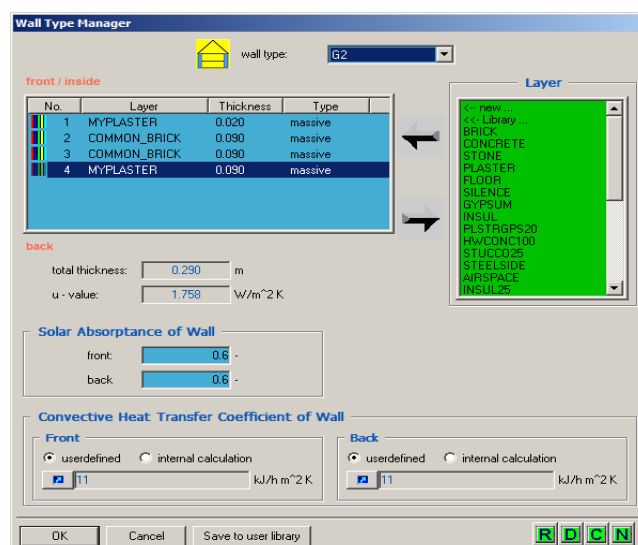 Wall Type Manager
wall type: G2
front / inside
No. Layer Thickness Type
1 MYPLASTER 0.020 massive
2 COMMON_BRICK 0.090 massive
3 COMMON_BRICK 0.090 massive
4 MYPLASTER 0.090 massive
back
total thickness: 0.290 m
u - value: 1.758 W/m^2 K
Layer
<-- new ...
<<- Library ...
BRICK
CONCRETE
STONE
PLASTER
FLOOR
SILENCE
GYPSUM
INSUL
PLSTRGPS20
HWCONC100
STUCCO25
STEELSIDE
AIRSPACE
INSUL25
Solar Absorptance of Wall
front: 0.6 -
back 0.6 -
Convective Heat Transfer Coefficient of Wall
Front
userdefined internal calculation
11 kJ/h m^2 K
Back
userdefined internal calculation
11 kJ/h m^2 K
OK Cancel Save to user library R D C N